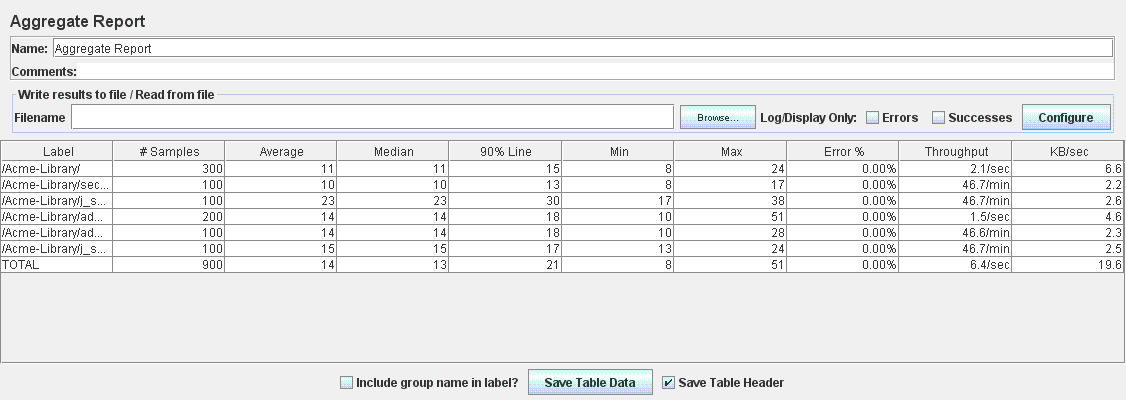 Aggregate Report
Name: Aggregate Report
Comments:
Write results to file / Read from file
Filename Browse... Log/Display Only: Errors Successes Configure
Label # Samples Average Median 90% Line Min Max Error % Throughput KB/sec
/Acme-Library/ 300 11 11 15 8 24 0.00% 2.1/sec 6.6
/Acme-Library/sec... 100 10 10 13 8 17 0.00% 46.7/min 2.2
/Acme-Library/j_s... 100 23 23 30 17 38 0.00% 46.7/min 2.6
/Acme-Library/ad... 200 14 14 18 10 51 0.00% 1.5/sec 4.6
/Acme-Library/ad... 100 14 14 18 10 28 0.00% 46.6/min 2.3
/Acme-Library/j_s... 100 15 15 17 13 24 0.00% 46.7/min 2.5
TOTAL 900 14 13 21 8 51 0.00% 6.4/sec 19.6
Include group name in label? Save Table Data Save Table Header